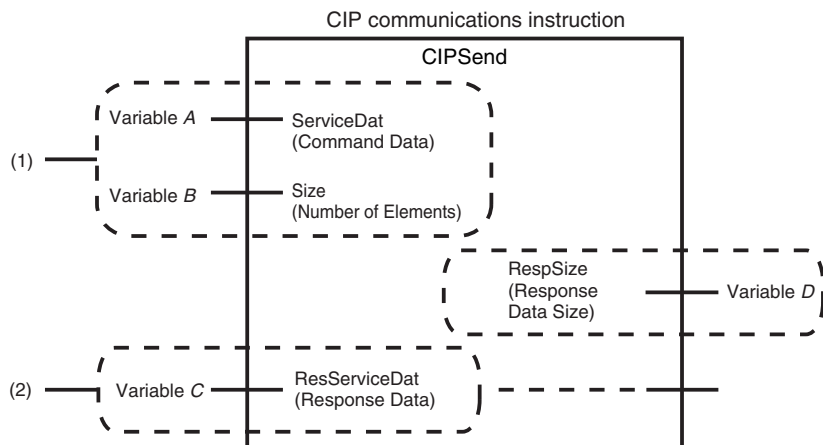 CIP communications instruction
CIPSend
Variable A
ServiceDat
(Command Data)
(1)
Variable B
Size
(Number of Elements)
RespSize
(Response
Data Size)
Variable D
(2)
Variable C
ResServiceDat
(Response Data)